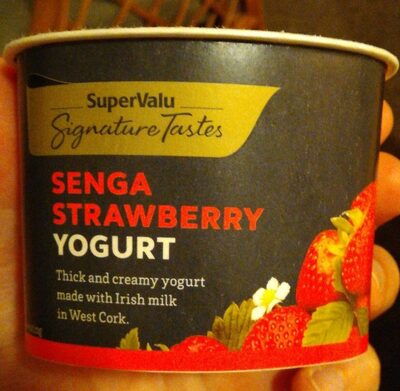 SuperValu
Signature Tastes
SENGA
STRAWBERRY
YOGURT
Thick and creamy yogurt
made with Irish milk
in West Cork.